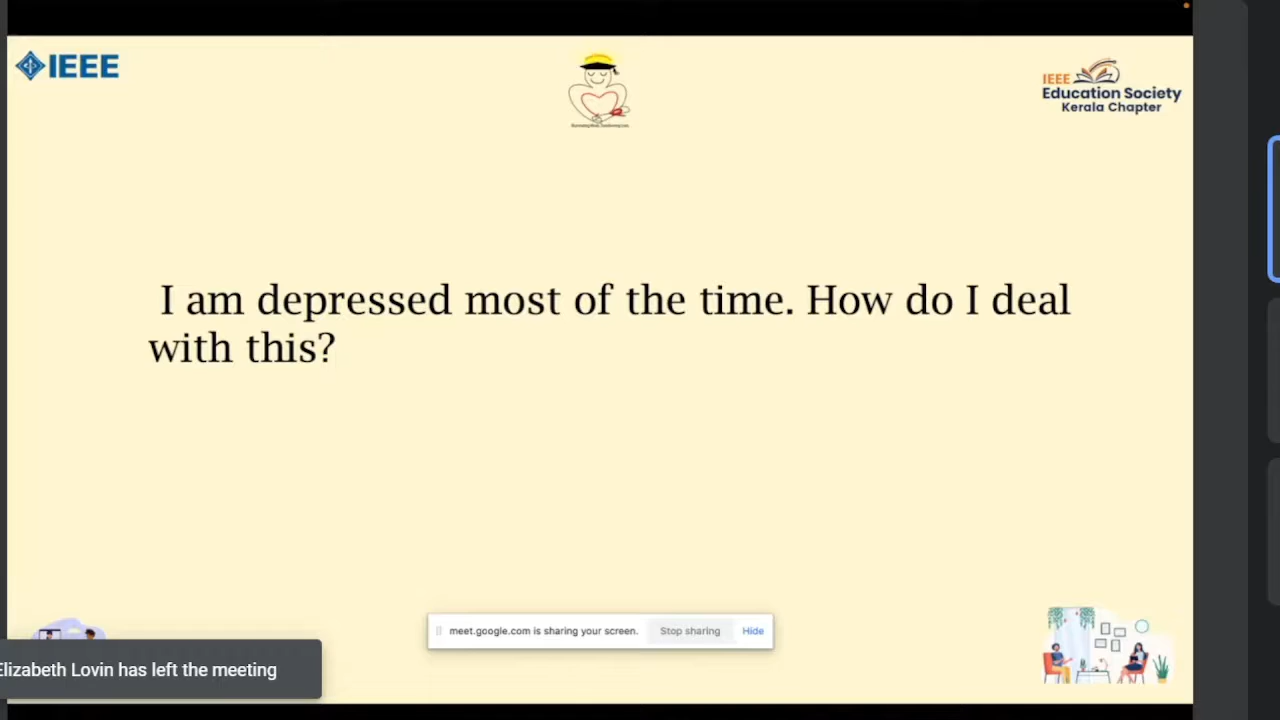 IEEE
IEEE
Education Society
Kerala Chapter
I am depressed most of the time. How do I deal
with this?
meet.google.com is sharing your screen. Stop sharing Hide
Elizabeth Lovin has left the meeting